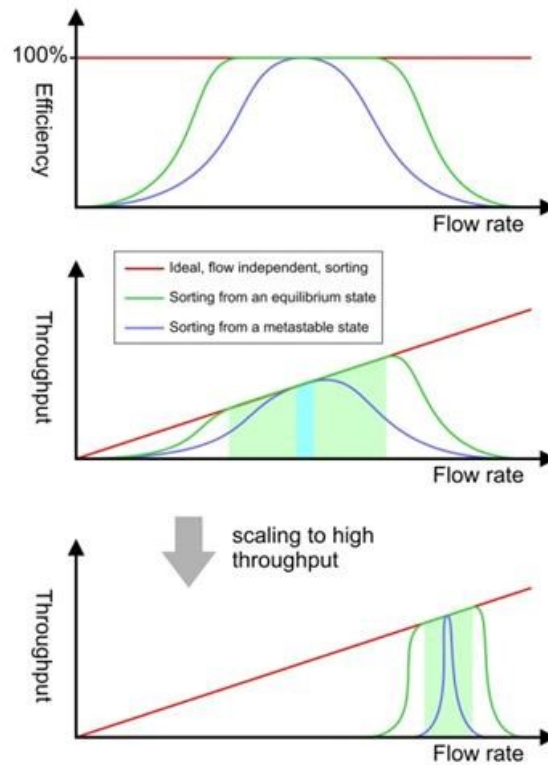 100%
Efficiency
Flow rate
Ideal, flow independent, sorting
Sorting from an equilibrium state
Sorting from a metastable state
Throughput
Flow rate
scaling to high
throughput
Throughput
Flow rate